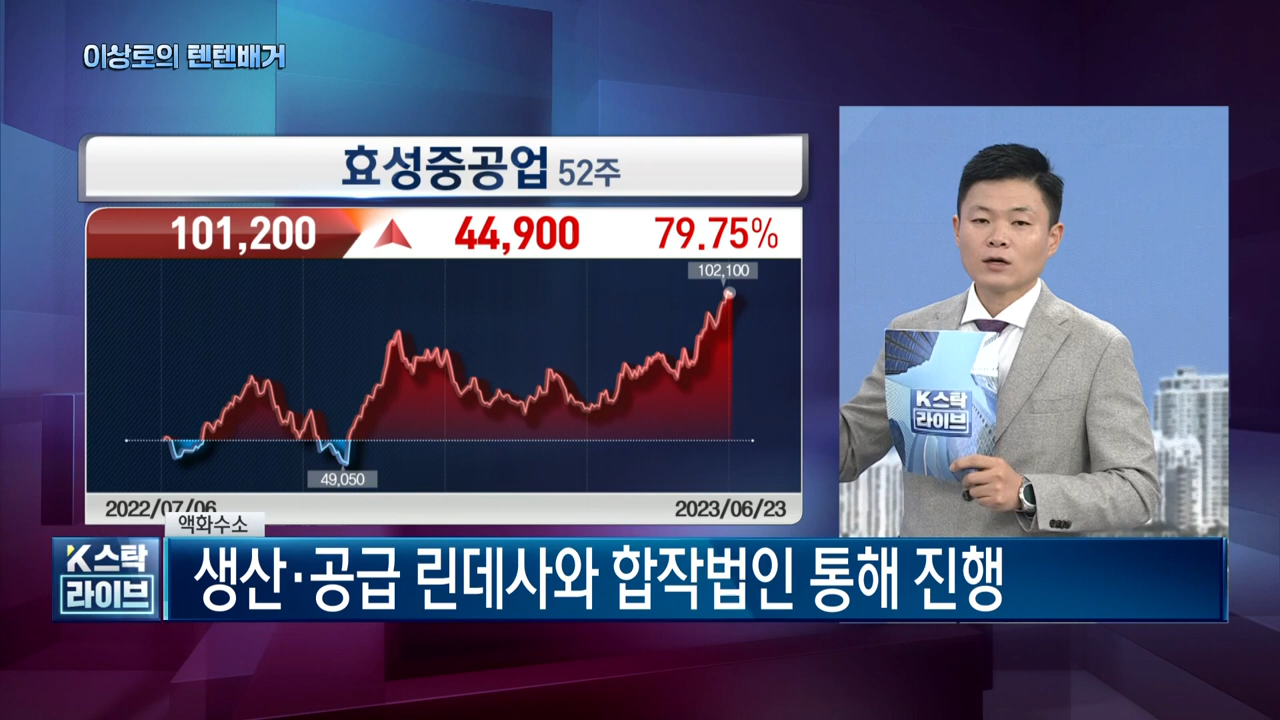 이상로의 텐텐배거
효성중공업 52주
101,200 44,900 79.75%
102,100
49,050
2022/07/06 2023/06/23
K스탁
라이브
액화수소
K스탁
라이브
생산·공급 린데사와 합작법인 통해 진행